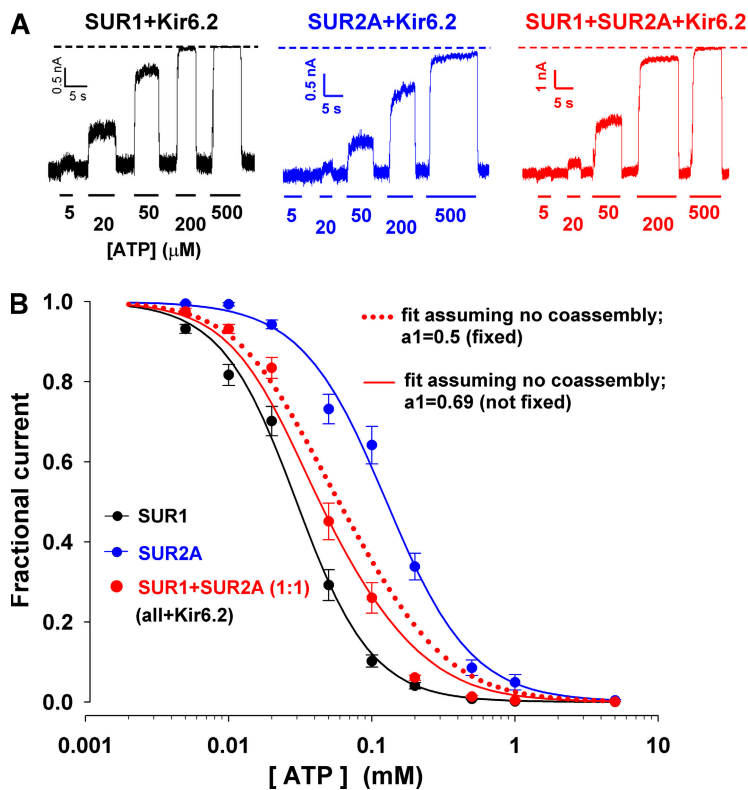 A
SUR1+Kir6.2
SUR2A+Kir6.2
SUR1+SUR2A+Kir6.2
0.5 nA
5 s
0.5 nA
5 s
1 nA
5 s
5 20 50 200 500
5 20 50 200 500
5 20 50 200 500
[ATP] (μM)
B
1.0
0.8
0.6
0.4
0.2
0.0
Fractional current
fit assuming no coassembly;
a1=0.5 (fixed)
fit assuming no coassembly;
a1=0.69 (not fixed)
SUR1
SUR2A
SUR1+SUR2A (1:1)
(all+Kir6.2)
0.001 0.01 0.1 1 10
[ ATP ] (mM)